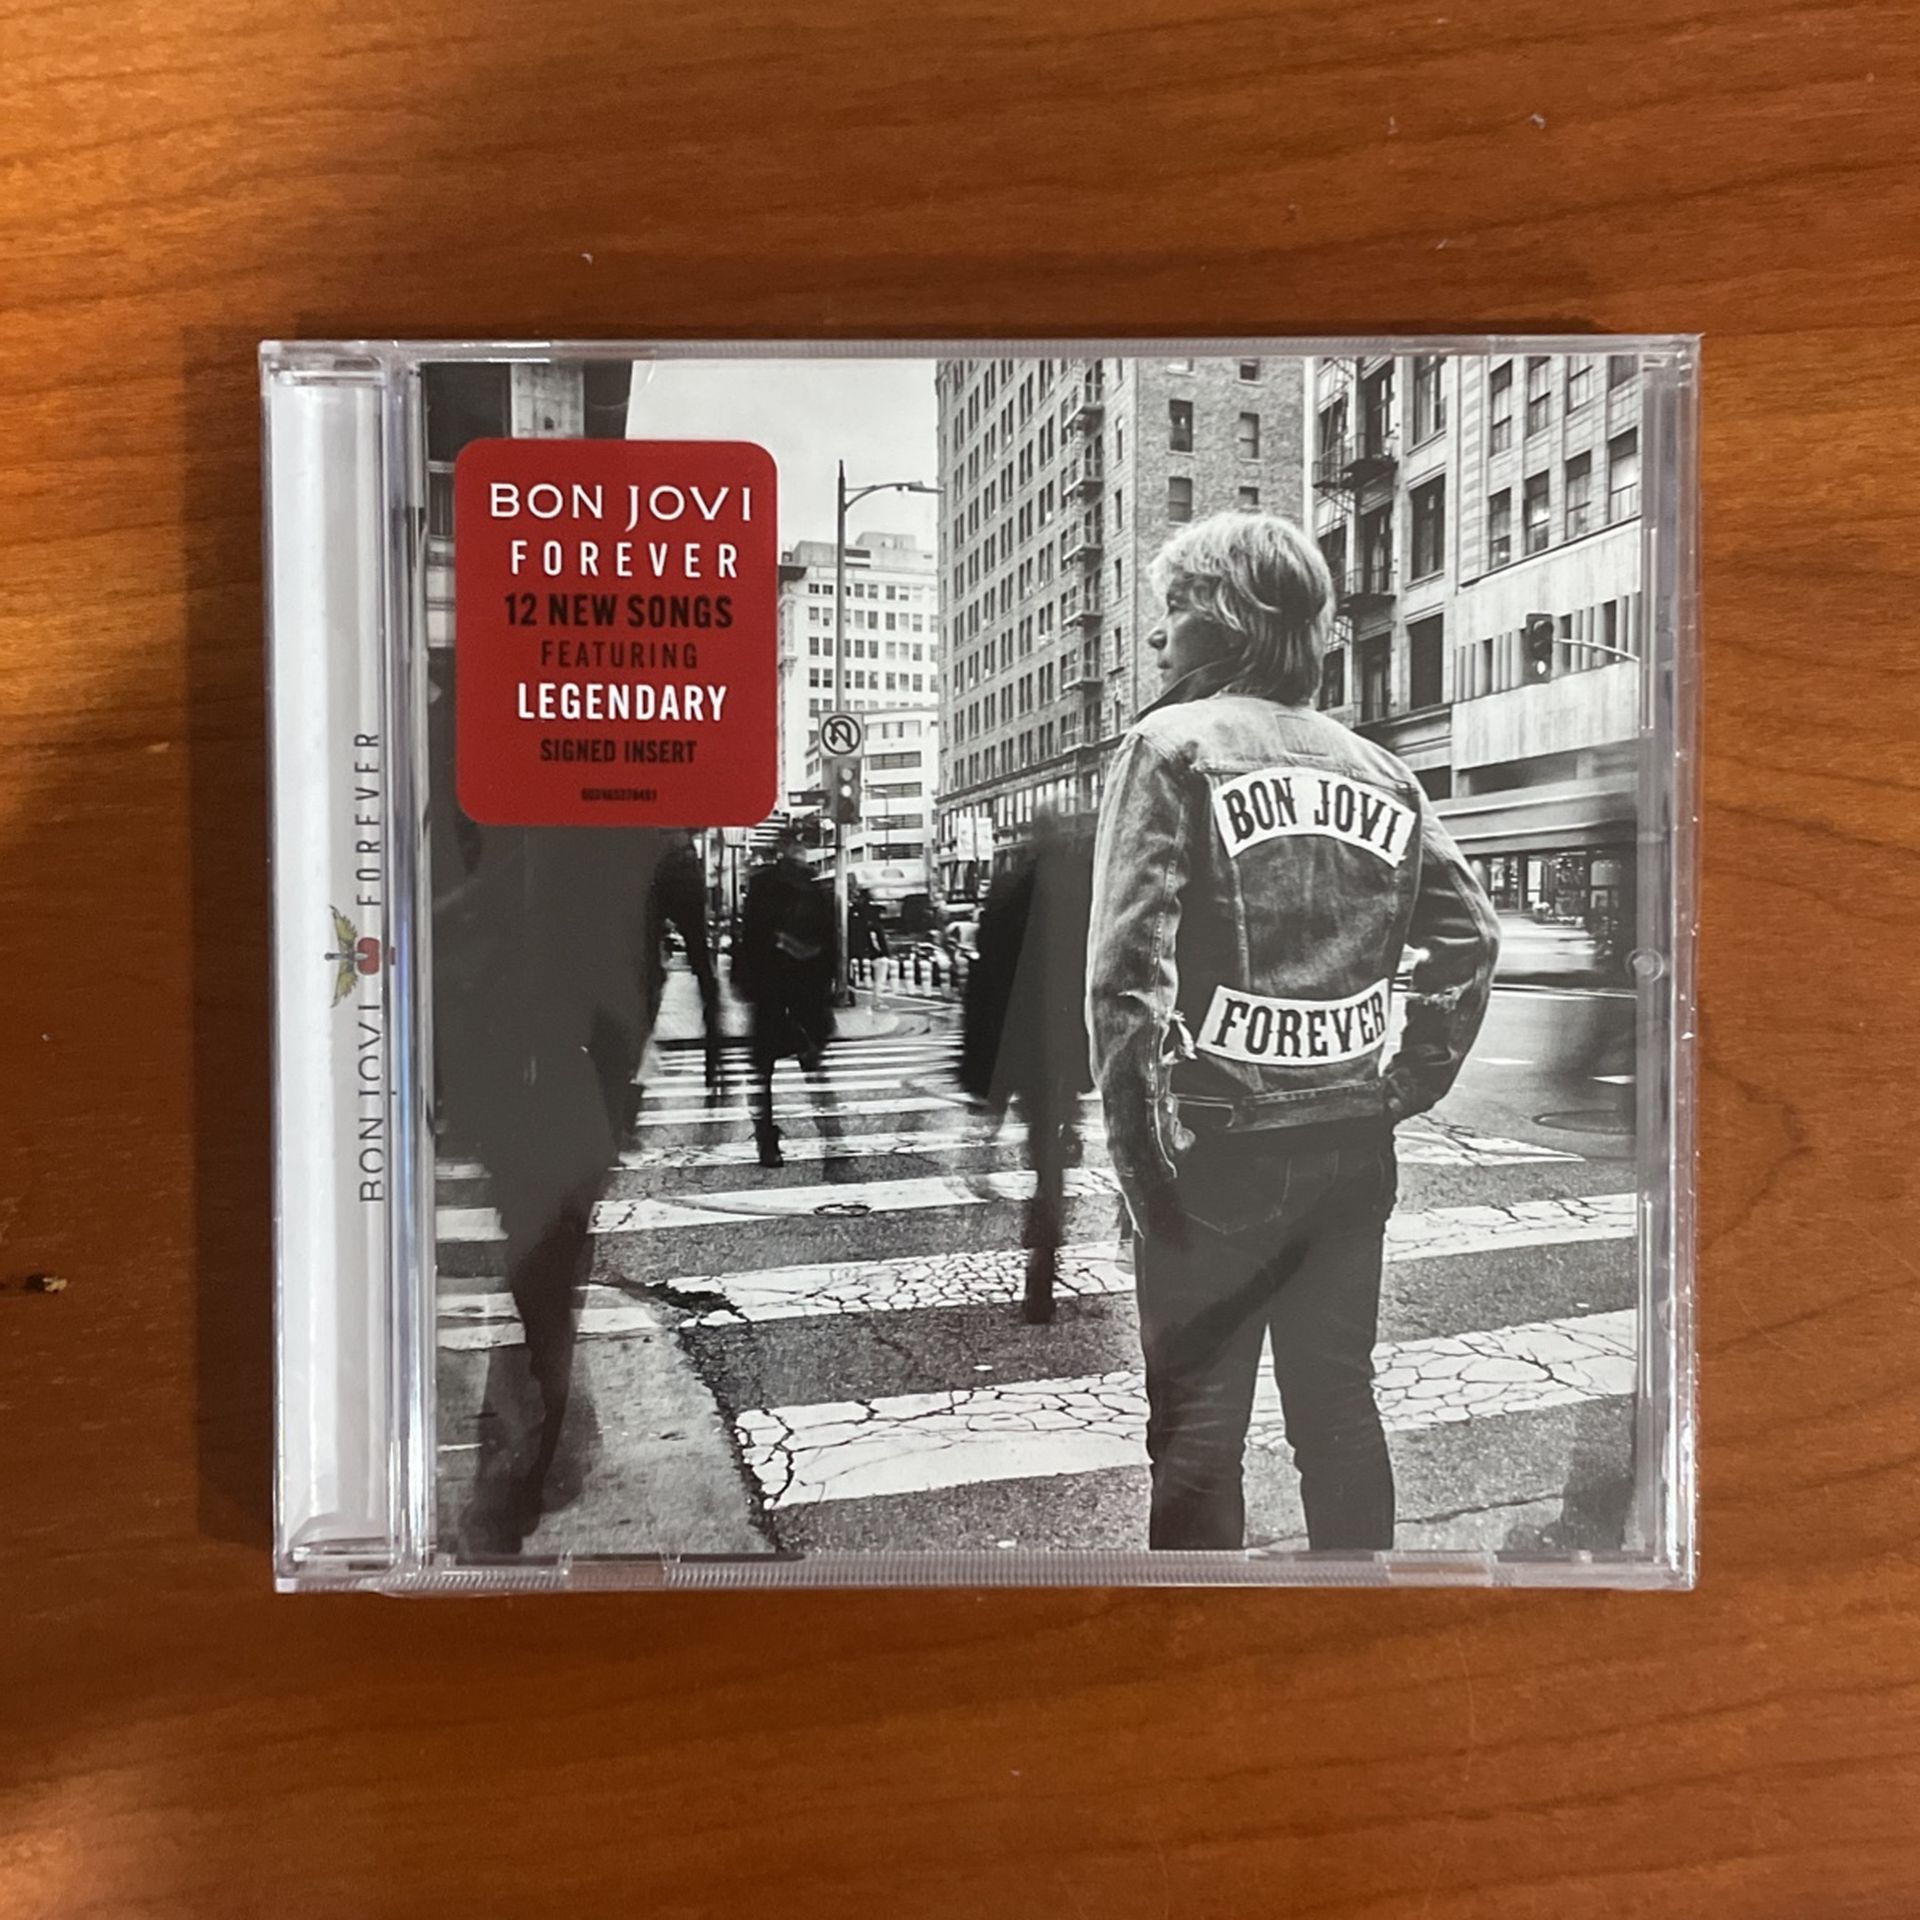 BON JOVI
FOREVER
12 NEW SONGS
FEATURING
LEGENDARY
SIGNED INSERT
BON JOVI FOREVER
BON JOVI
FOREVER